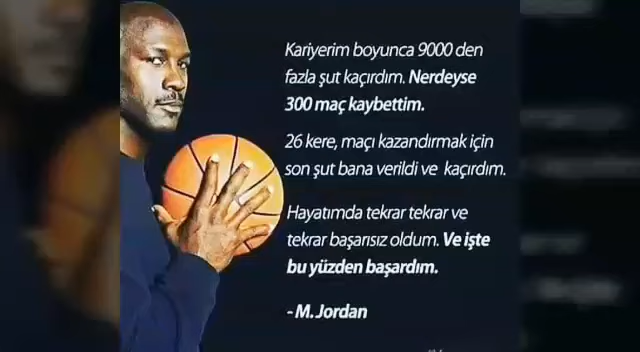 Kariyerim boyunca 9000 den
fazla şut kaçırdım. Nerdeyse
300 maç kaybettim.
26 kere, maçı kazandırmak için
son şut bana verildi ve kaçırdım.
Hayatımda tekrar tekrar ve
tekrar başarısız oldum. Ve işte
bu yüzden başardım.
- M. Jordan